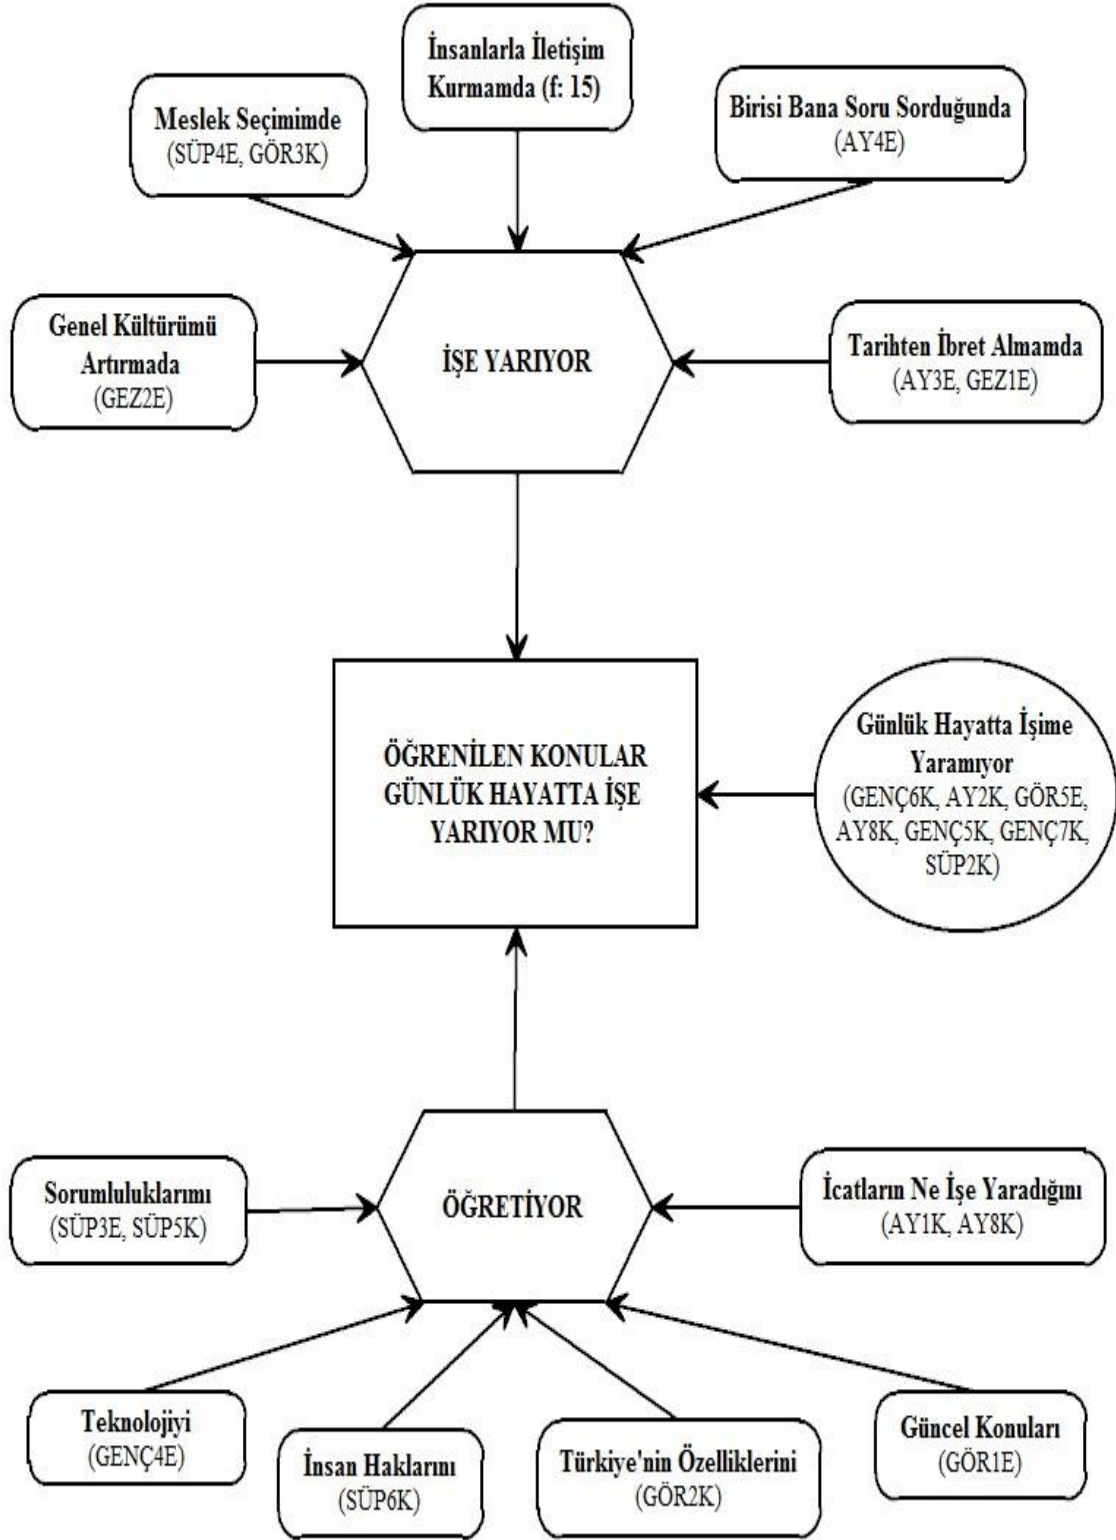 İnsanlarla İletişim
Kurmamda (f: 15)
Meslek Seçimimde
(SÜP4E, GÖR3K)
Birisi Bana Soru Sorduğunda
(AY4E)
Genel Kültürümü
Artırmada
(GEZ2E)
İŞE YARIYOR
Tarihten İbret Almamda
(AY3E, GEZ1E)
ÖĞRENİLEN KONULAR
GÜNLÜK HAYATTA İŞE
YARIYOR MU?
Günlük Hayatta İşime
Yaramıyor
(GENÇ6K, AY2K, GÖR5E,
AY8K, GENÇ5K, GENÇ7K,
SÜP2K)
Sorumluluklarımı
(SÜP3E, SÜP5K)
ÖĞRETİYOR
İcatların Ne İşe Yaradığını
(AY1K, AY8K)
Teknolojiyi
(GENÇ4E)
İnsan Haklarını
(SÜP6K)
Türkiye'nin Özelliklerini
(GÖR2K)
Güncel Konuları
(GÖR1E)